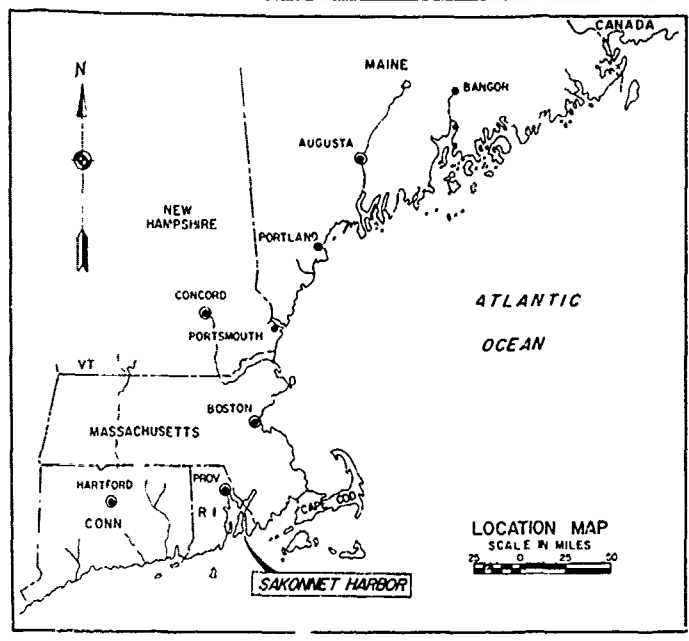 CANADA
MAINE
N
BANGOR
AUGUSTA
NEW
HAMPSHIRE
PORTLAND
CONCORD
ATLANTIC
OCEAN
PORTSMOUTH
VT
BOSTON
MASSACHUSETTS
HARTFORD
PROV
CONN
R I
CAPE COD
LOCATION MAP
SCALE IN MILES
25 0 25 50
SAKONNET HARBOR